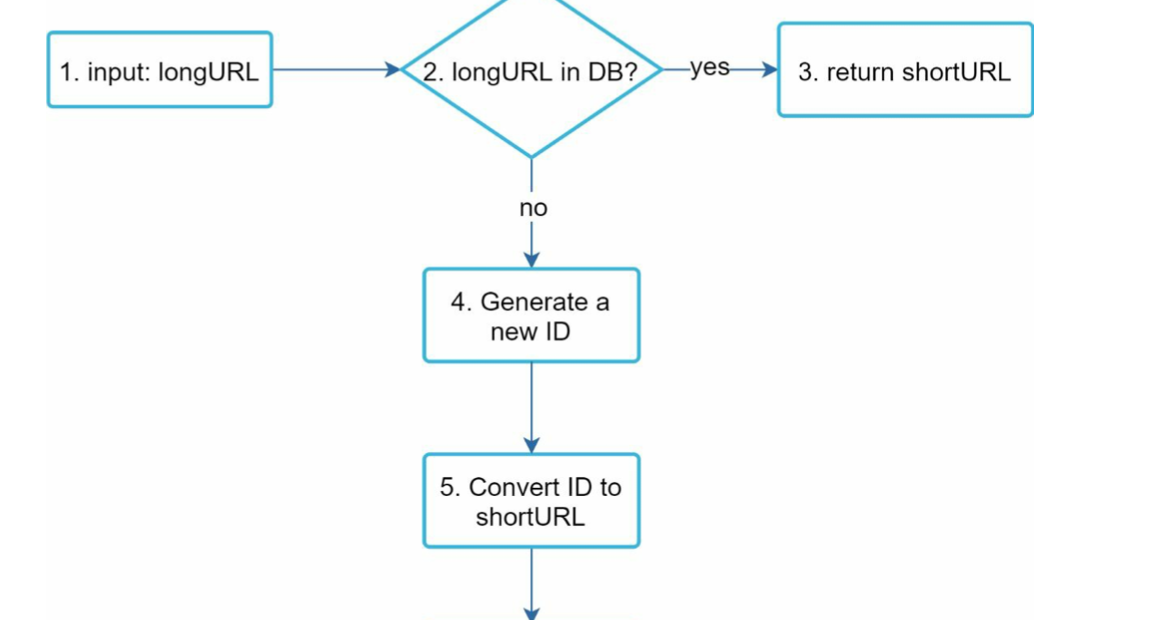 1. input: longURL
2. longURL in DB?
yes
3. return shortURL
no
4. Generate a
new ID
5. Convert ID to
shortURL